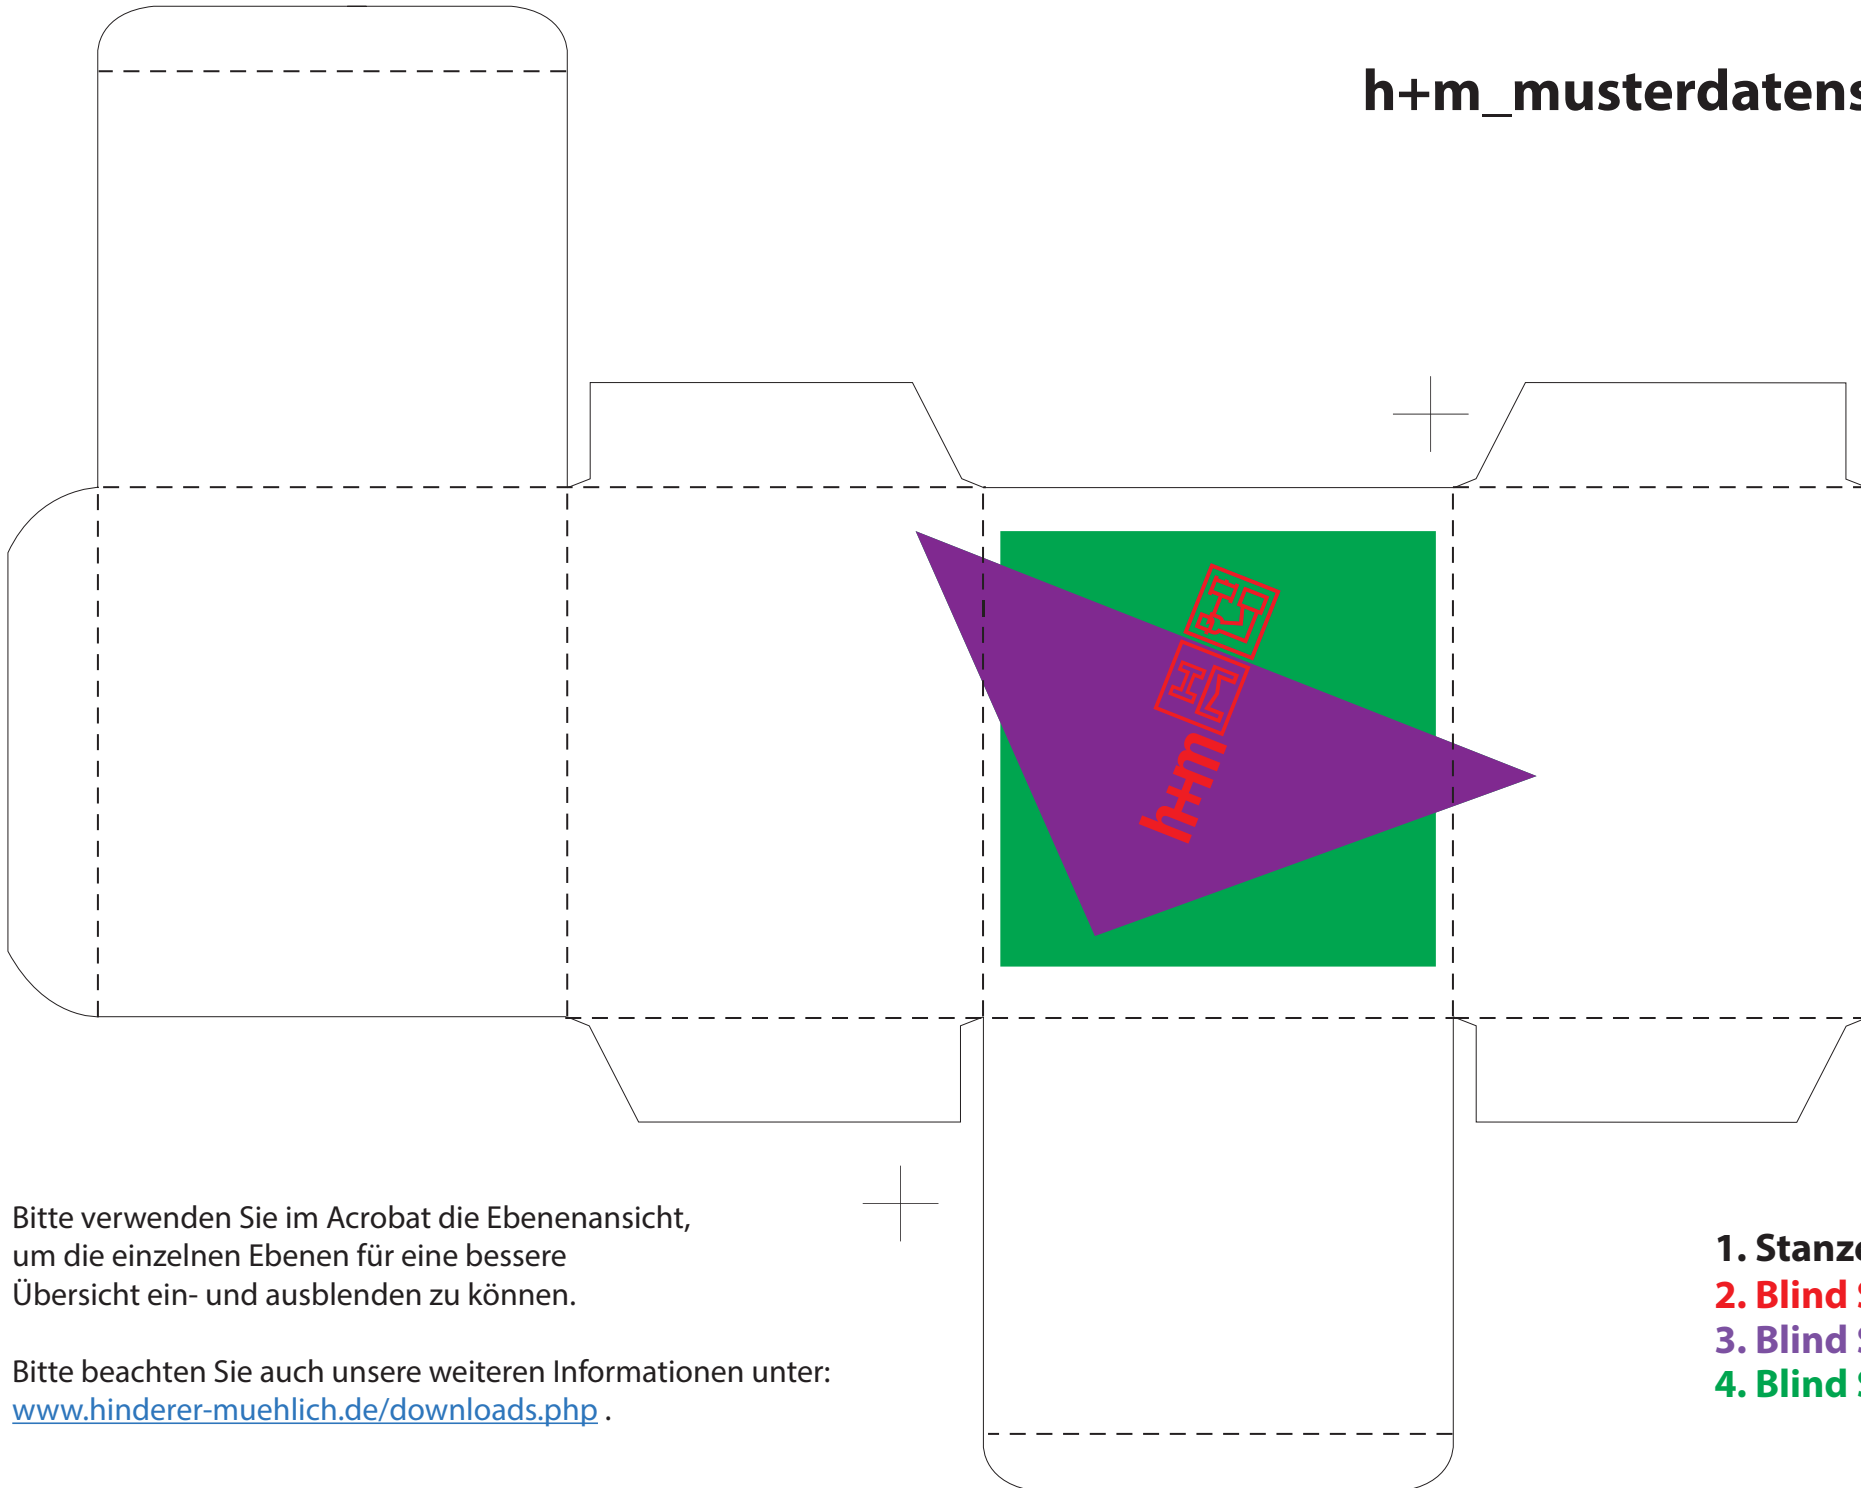 h+m_musterdatens
h+m
Bitte verwenden Sie im Acrobat die Ebenenansicht,
um die einzelnen Ebenen für eine bessere
Übersicht ein- und ausblenden zu können.
Bitte beachten Sie auch unsere weiteren Informationen unter:
www.hinderer-muehlich.de/downloads.php .
1. Stanze
2. Blind S
3. Blind S
4. Blind S